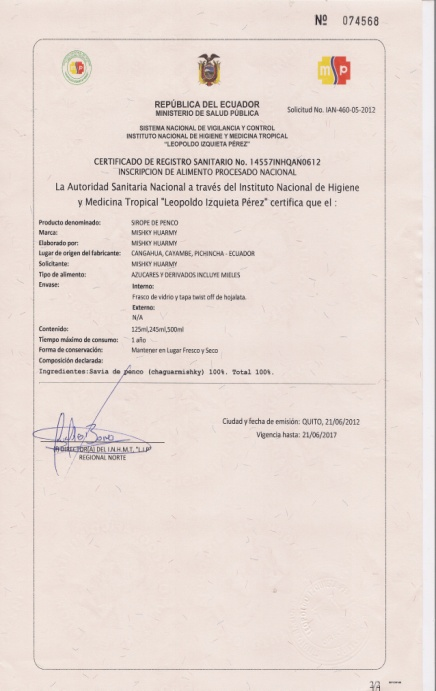 Nº 074568
mp
REPÚBLICA DEL ECUADOR
MINISTERIO DE SALUD PÚBLICA
Solicitud No. IAN-460-05-2012
SISTEMA NACIONAL DE VIGILANCIA Y CONTROL
INSTITUTO NACIONAL DE HIGIENE Y MEDICINA TROPICAL
"LEOPOLDO IZQUIETA PÉREZ"
CERTIFICADO DE REGISTRO SANITARIO No. 14557INHQAN0612
INSCRIPCION DE ALIMENTO PROCESADO NACIONAL
La Autoridad Sanitaria Nacional a través del Instituto Nacional de Higiene
y Medicina Tropical "Leopoldo Izquieta Pérez" certifica que el :
Producto denominado: SIROPE DE PENCO
Marca: MISHKY HUARMY
Elaborado por: MISHKY HUARMY
Lugar de origen del fabricante: CANGAHUA, CAYAMBE, PICHINCHA - ECUADOR
Solicitante: MISHKY HUARMY
Tipo de alimento: AZUCARES Y DERIVADOS INCLUYE MIELES
Envase: Interno:
Frasco de vidrio y tapa twist off de hojalata.
Externo:
N/A
Contenido: 125ml,245ml,500ml
Tiempo máximo de consumo: 1 año
Forma de conservación: Mantener en Lugar Fresco y Seco
Composición declarada:
Ingredientes:Savia de penco (chaguarmishky) 100%. Total 100%.
Ciudad y fecha de emisión: QUITO, 21/06/2012
Vigencia hasta: 21/06/2017
DIRECTOR(A) DEL I.N.H.M.T. "L.I.P"
REGIONAL NORTE